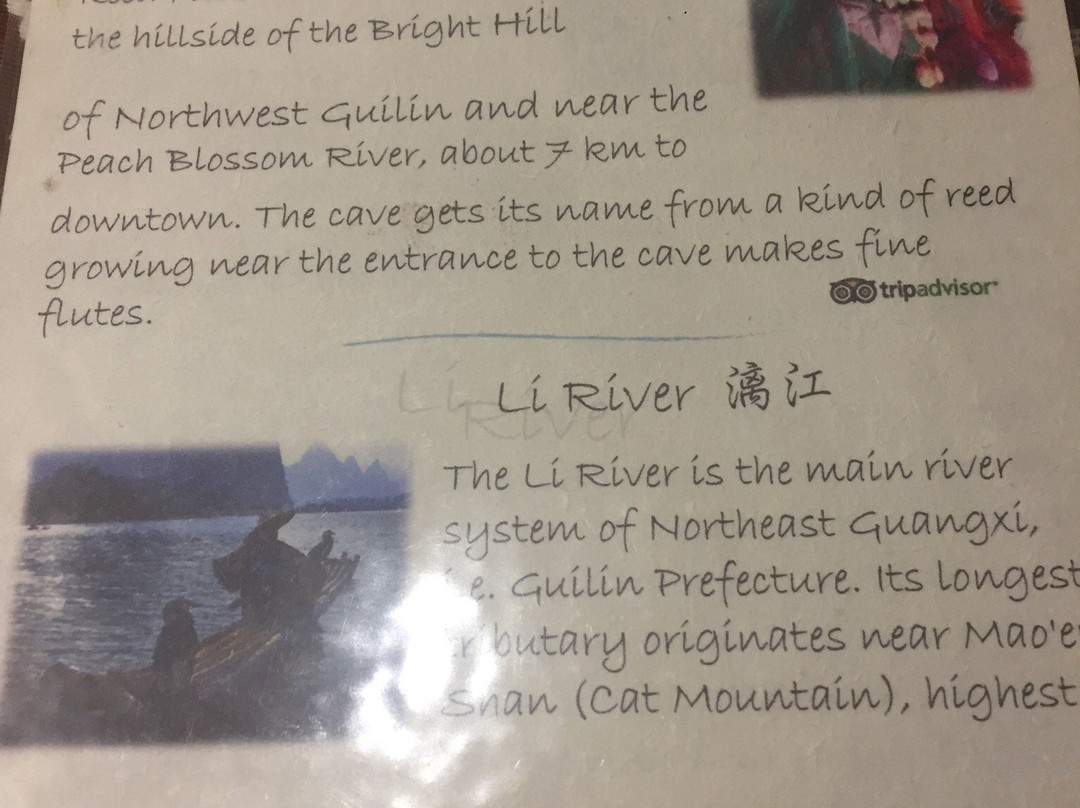 the hillside of the Bright Hill
of Northwest Guilin and near the
Peach Blossom River, about 7 km to
downtown. The cave gets its name from a kind of reed
growing near the entrance to the cave makes fine
flutes.
tripadvisor®
Li River 漓江
Li River
The Li River is the main river
system of Northeast Guangxi,
i.e. Guilin Prefecture. Its longest
tributary originates near Mao'e
Shan (Cat Mountain), highest